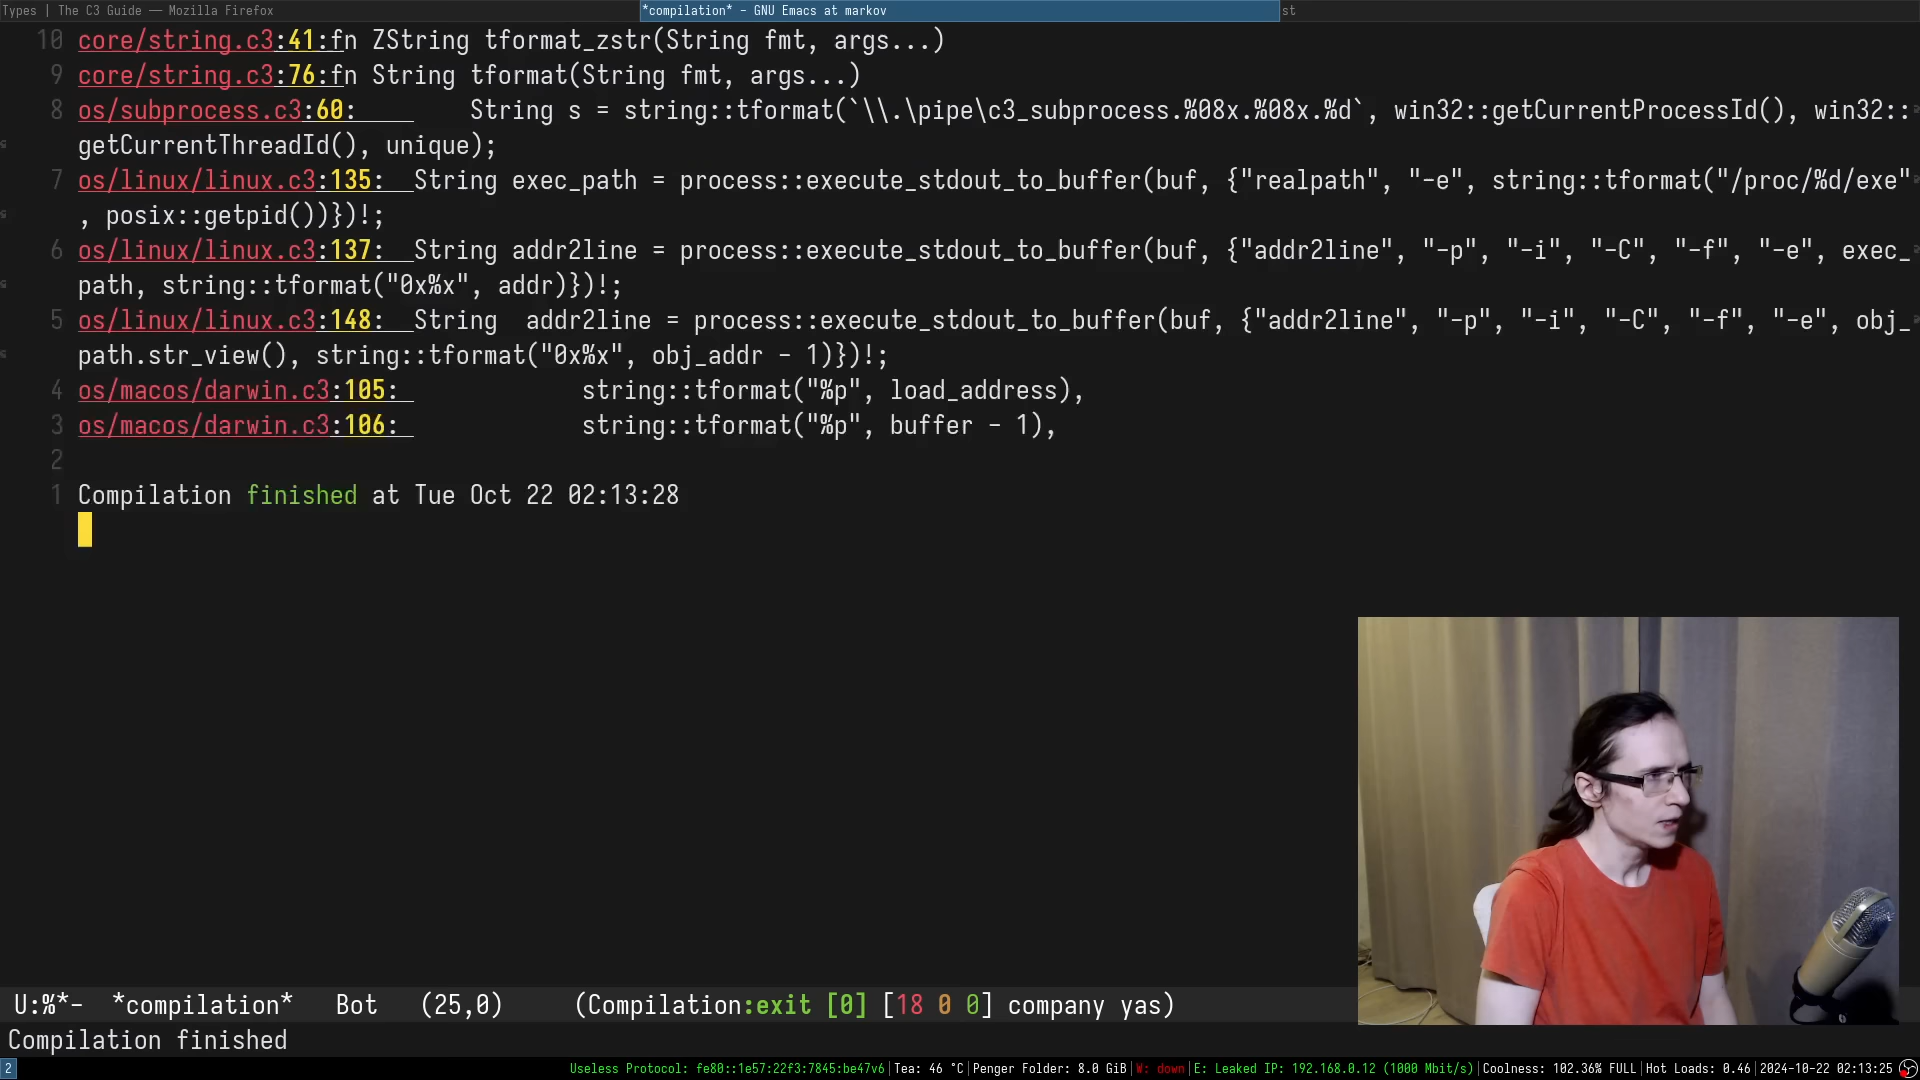 Types | The C3 Guide — Mozilla Firefox
*compilation* - GNU Emacs at markov
st
10 core/string.c3:41:fn ZString tformat_zstr(String fmt, args...)
9 core/string.c3:76:fn String tformat(String fmt, args...)
8 os/subprocess.c3:60: String s = string::tformat(`\\.\pipe\c3_subprocess.%08x.%08x.%d`, win32::getCurrentProcessId(), win32::
getCurrentThreadId(), unique);
7 os/linux/linux.c3:135: String exec_path = process::execute_stdout_to_buffer(buf, {"realpath", "-e", string::tformat("/proc/%d/exe"
, posix::getpid())})!;
6 os/linux/linux.c3:137: String addr2line = process::execute_stdout_to_buffer(buf, {"addr2line", "-p", "-i", "-C", "-f", "-e", exec_
path, string::tformat("0x%x", addr)})!;
5 os/linux/linux.c3:148: String  addr2line = process::execute_stdout_to_buffer(buf, {"addr2line", "-p", "-i", "-C", "-f", "-e", obj_
path.str_view(), string::tformat("0x%x", obj_addr - 1)})!;
4 os/macos/darwin.c3:105: string::tformat("%p", load_address),
3 os/macos/darwin.c3:106: string::tformat("%p", buffer - 1),
2
1 Compilation finished at Tue Oct 22 02:13:28
U:%*- *compilation* Bot (25,0) (Compilation:exit [0] [18 0 0] company yas)
Compilation finished
2
Useless Protocol: fe80::1e57:22f3:7845:be47v6|Tea: 46 °C|Penger Folder: 8.0 GiB|W: down|E: Leaked IP: 192.168.0.12 (1000 Mbit/s)|Coolness: 102.36% FULL|Hot Loads: 0.46|2024-10-22 02:13:25